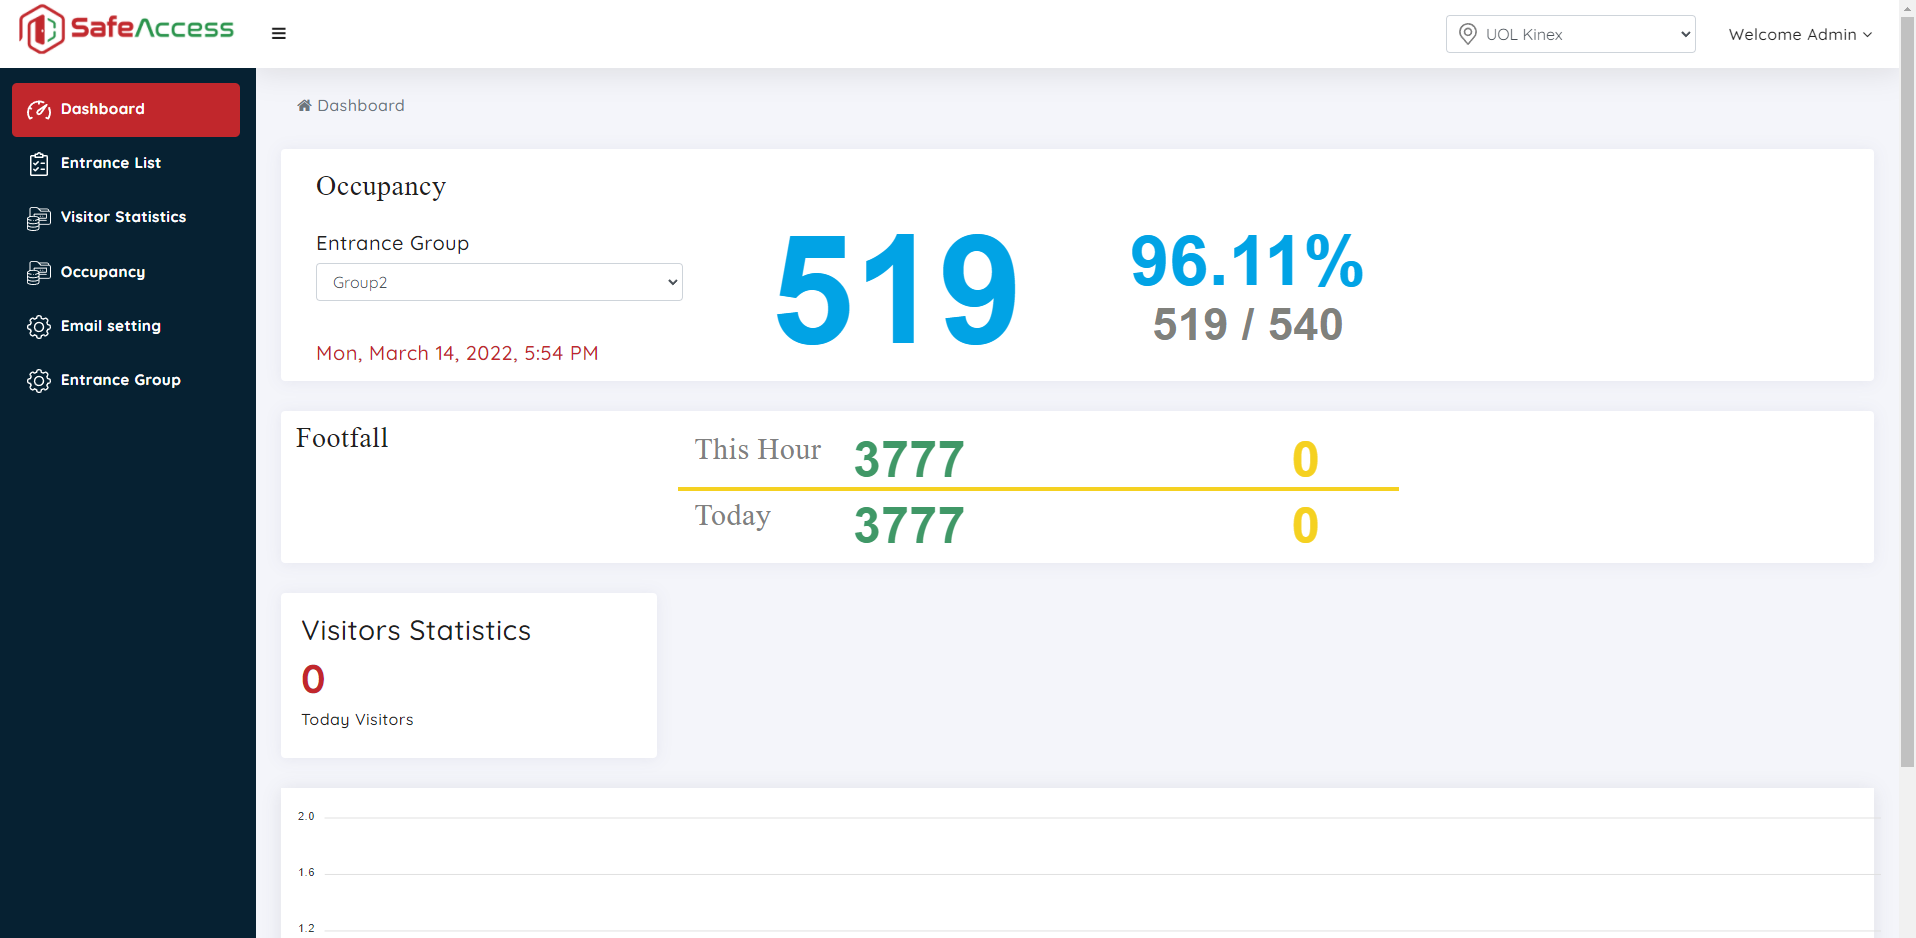 SafeAccess
UOL Kinex
Welcome Admin
Dashboard
Entrance List
Visitor Statistics
Occupancy
Email setting
Entrance Group
Dashboard
Occupancy
Entrance Group
Group2
Mon, March 14, 2022, 5:54 PM
519
96.11%
519 / 540
Footfall
This Hour 3777 0
Today 3777 0
Visitors Statistics
0
Today Visitors
2.0
1.6
1.2